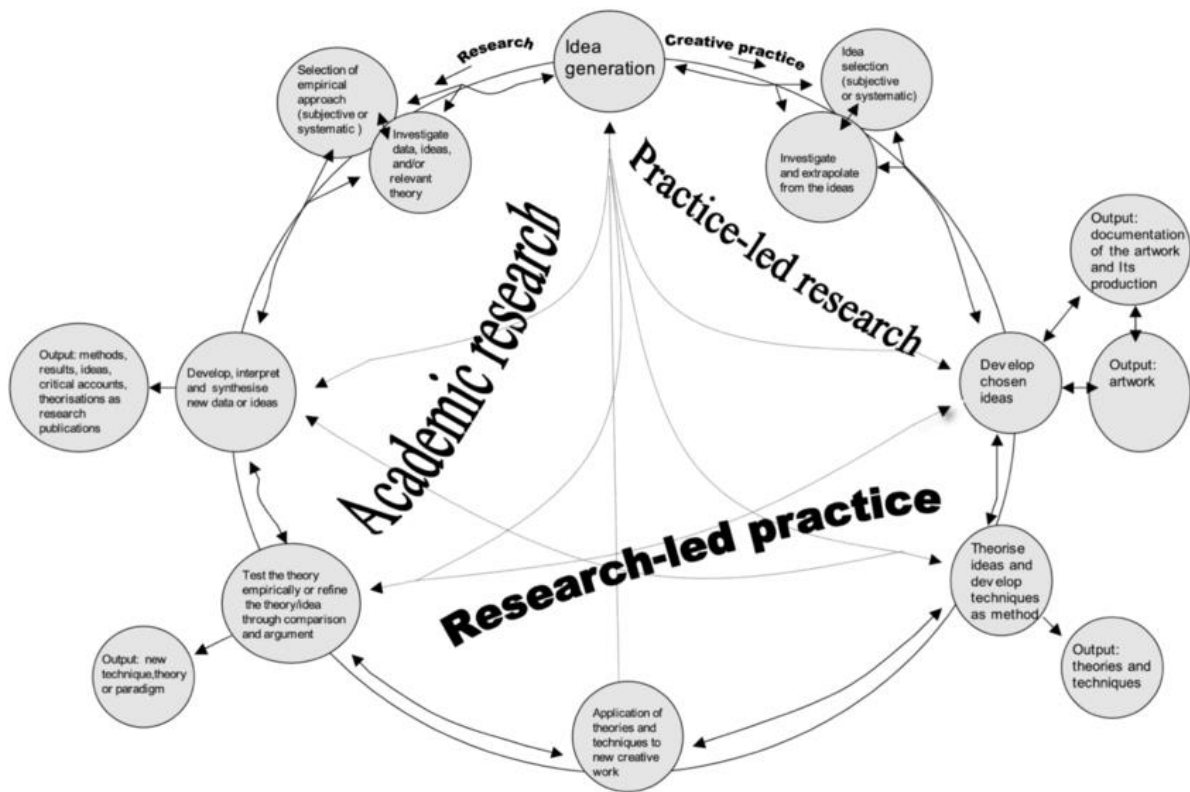 Idea
generation
Research
Creative practice
Selection of
empirical
approach
(subjective or
systematic )
Investigate
data, ideas,
and/or
relevant
theory
Idea
selection
(subjective
or systematic)
Investigate
and extrapolate
from the ideas
Academic research
Practice-led research
Research-led practice
Output:
documentation
of the artwork
and Its
production
Output:
artwork
Develop
chosen
ideas
Output: methods,
results, ideas,
critical accounts,
theorisations as
research
publications
Develop, interpret
and synthesise
new data or ideas
Theorise
ideas and
develop
techniques
as method
Output:
theories and
techniques
Test the theory
empirically or refine
the theory/idea
through comparison
and argument
Output: new
technique,theory
or paradigm
Application of
theories and
techniques to
new creative
work